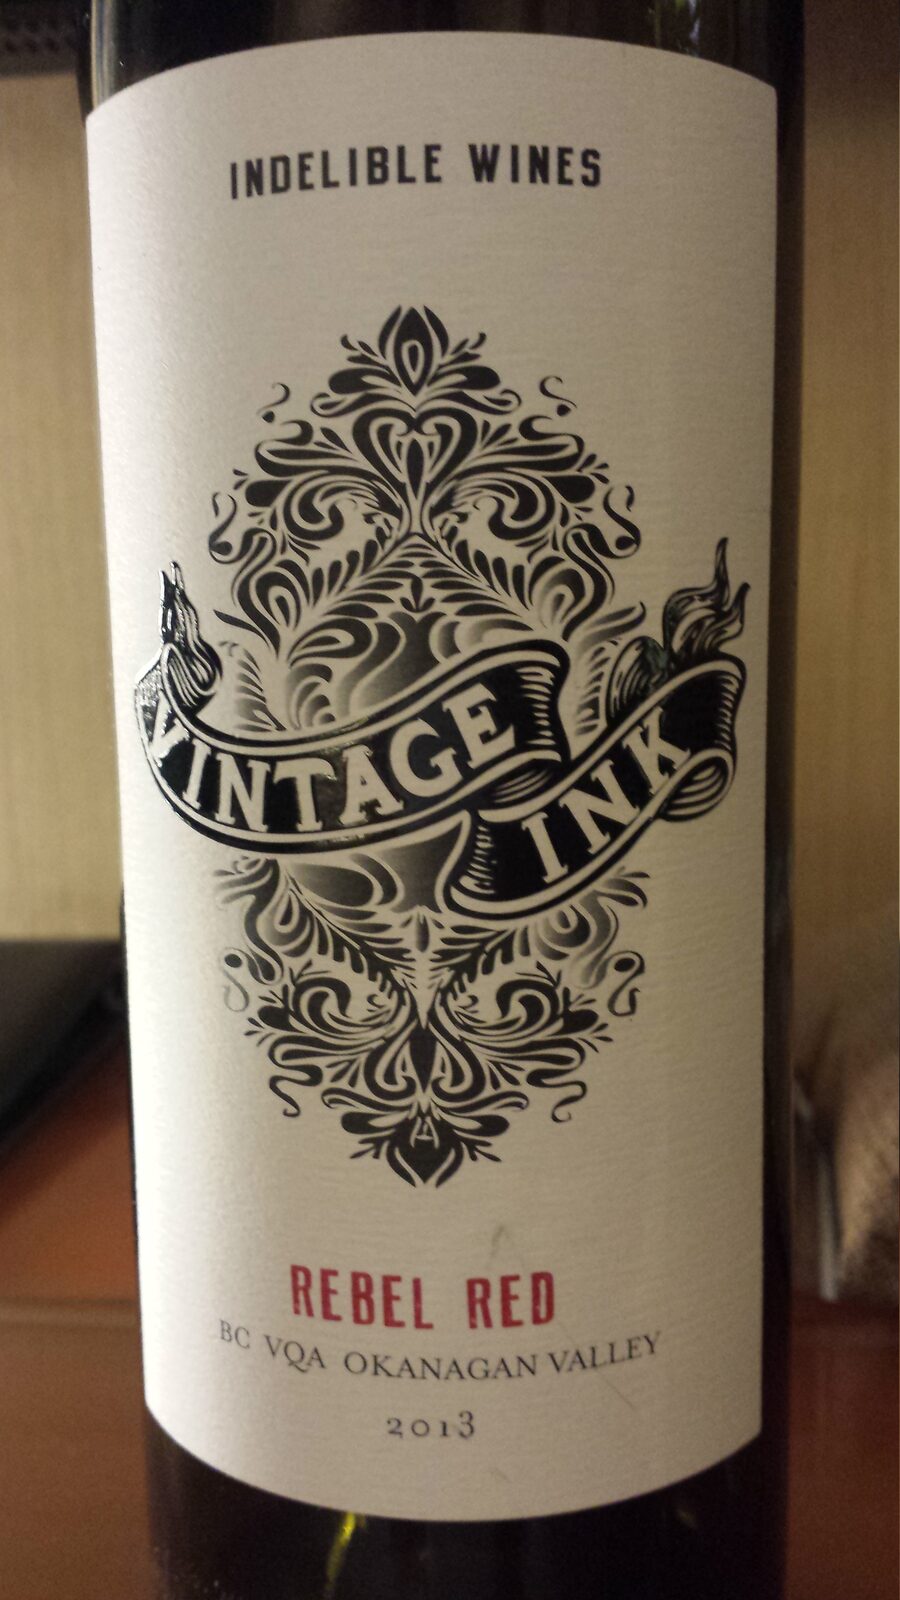 INDELIBLE WINES
VINTAGE
INK
REBEL RED
BC VQA OKANAGAN VALLEY
2013